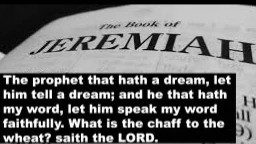 The Book of
JEREMIAH
The prophet that hath a dream, let
him tell a dream; and he that hath
my word, let him speak my word
faithfully. What is the chaff to the
wheat? saith the LORD.